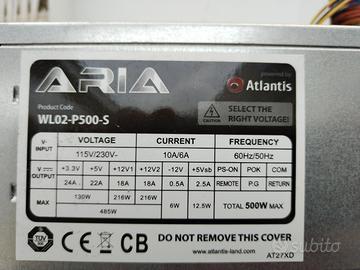 ARIA
powered by
Atlantis
Product Code
WL02-P500-S
CAUTION
SELECT THE
RIGHT VOLTAGE!
V-INPUT VOLTAGE CURRENT FREQUENCY
115V/230V~ 10A/6A 60Hz/50Hz
V OUTPUT +3.3V +5V +12V1 +12V2 -12V +5Vsb PS-ON POK COM
24A 22A 18A 18A 0.5A 2.5A REMOTE P.G. RETURN
MAX 130W 216W 216W 6W 12.5W TOTAL 500W MAX
485W
TÜV CE CB DO NOT REMOVE THIS COVER
www.atlantis-land.com AT27XD
subito